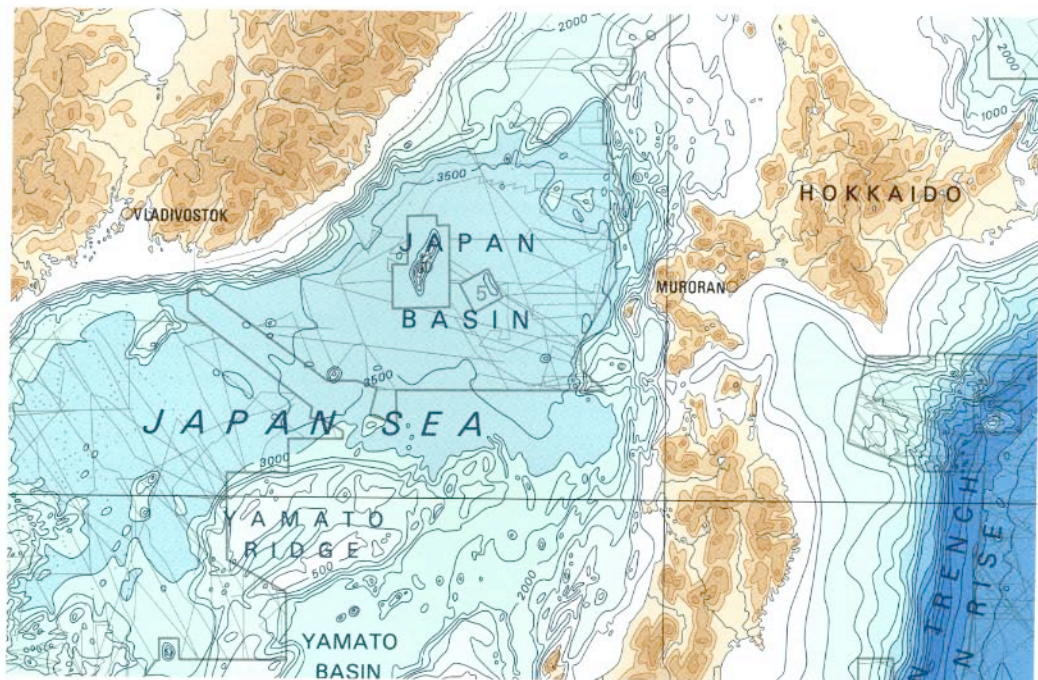 2000
2000
1000
3500
HOKKAIDO
VLADIVOSTOK
JAPAN
MURORAN
5
BASIN
3500
JAPAN SEA
3000
YAMATO
RIDGE
500
2000
TRENCH
N RISE
YAMATO
BASIN